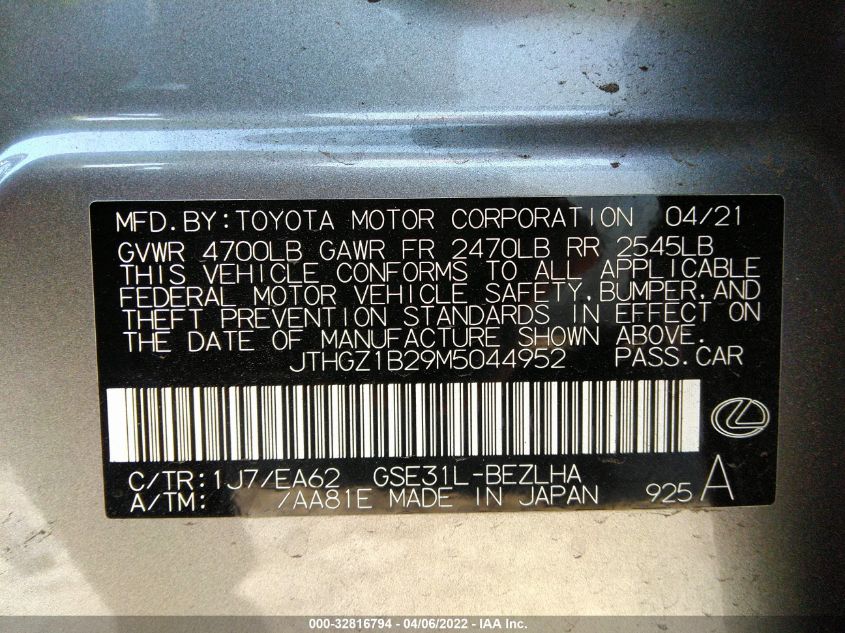 MFD.BY:TOYOTA MOTOR CORPORATION 04/21
GVWR 4700LB GAWR FR 2470LB RR 2545LB
THIS VEHICLE CONFORMS TO ALL APPLICABLE
FEDERAL MOTOR VEHICLE SAFETY,BUMPER,AND
THEFT PREVENTION STANDARDS IN EFFECT ON
THE DATE OF MANUFACTURE SHOWN ABOVE.
JTHGZ1B29M5044952 PASS.CAR
C/TR:1J7/EA62 GSE31L-BEZLHA
A/TM: /AA81E MADE IN JAPAN 925 A
000-32816794 - 04/06/2022 - IAA Inc.